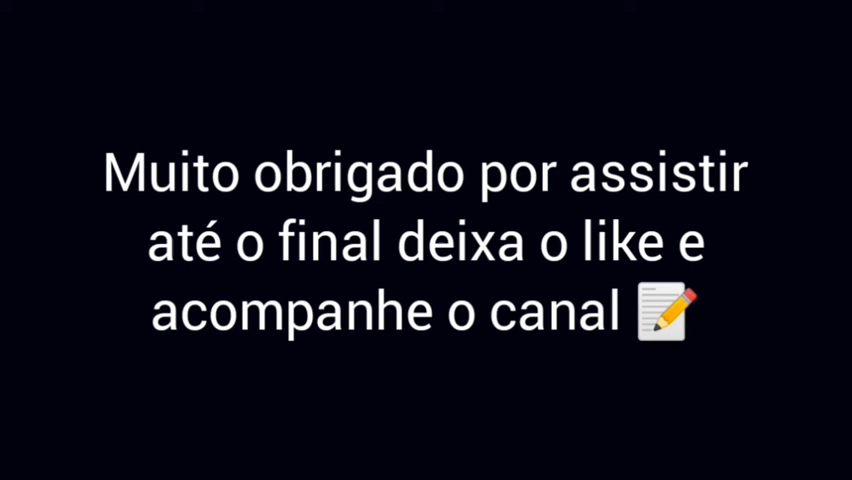 Muito obrigado por assistir
até o final deixa o like e
acompanhe o canal 📝